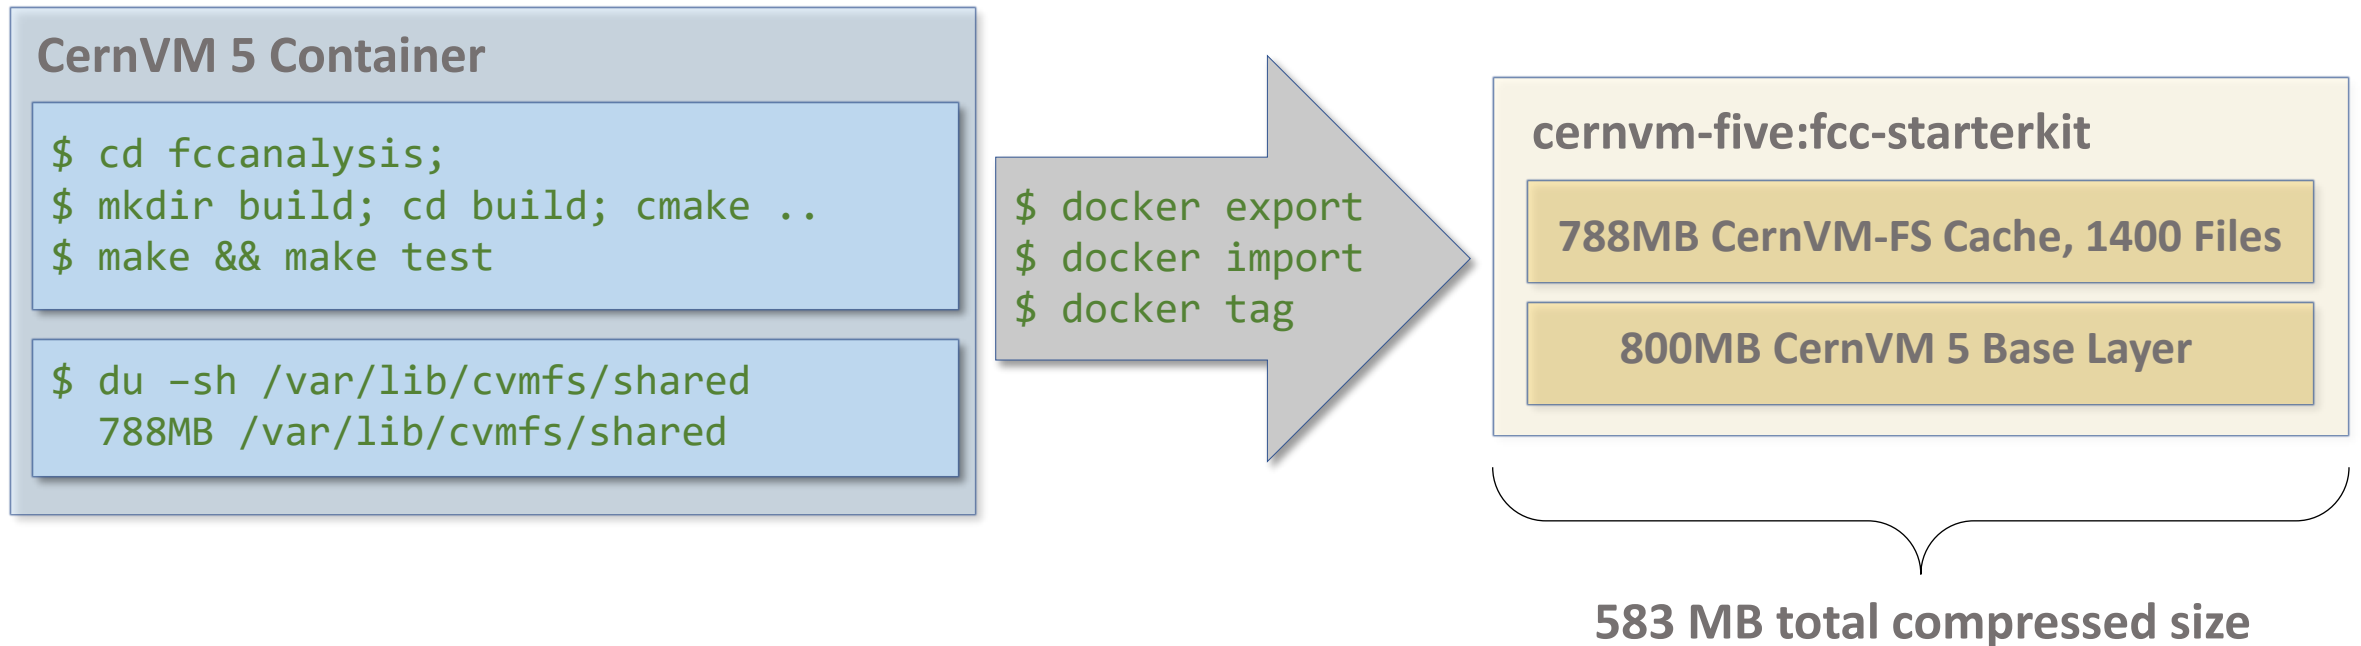 CernVM 5 Container
$ cd fccanalysis;
$ mkdir build; cd build; cmake ..
$ make && make test
$ du –sh /var/lib/cvmfs/shared
788MB /var/lib/cvmfs/shared
$ docker export
$ docker import
$ docker tag
cernvm-five:fcc-starterkit
788MB CernVM-FS Cache, 1400 Files
800MB CernVM 5 Base Layer
583 MB total compressed size